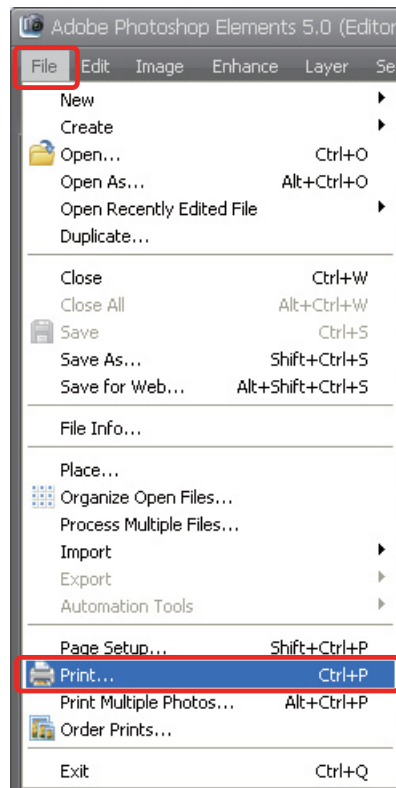 Adobe Photoshop Elements 5.0 (Editor
File Edit Image Enhance Layer Se
New
Create
Open... Ctrl+O
Open As... Alt+Ctrl+O
Open Recently Edited File
Duplicate...
Close Ctrl+W
Close All Alt+Ctrl+W
Save Ctrl+S
Save As... Shift+Ctrl+S
Save for Web... Alt+Shift+Ctrl+S
File Info...
Place...
Organize Open Files...
Process Multiple Files...
Import
Export
Automation Tools
Page Setup... Shift+Ctrl+P
Print... Ctrl+P
Print Multiple Photos... Alt+Ctrl+P
Order Prints...
Exit Ctrl+Q